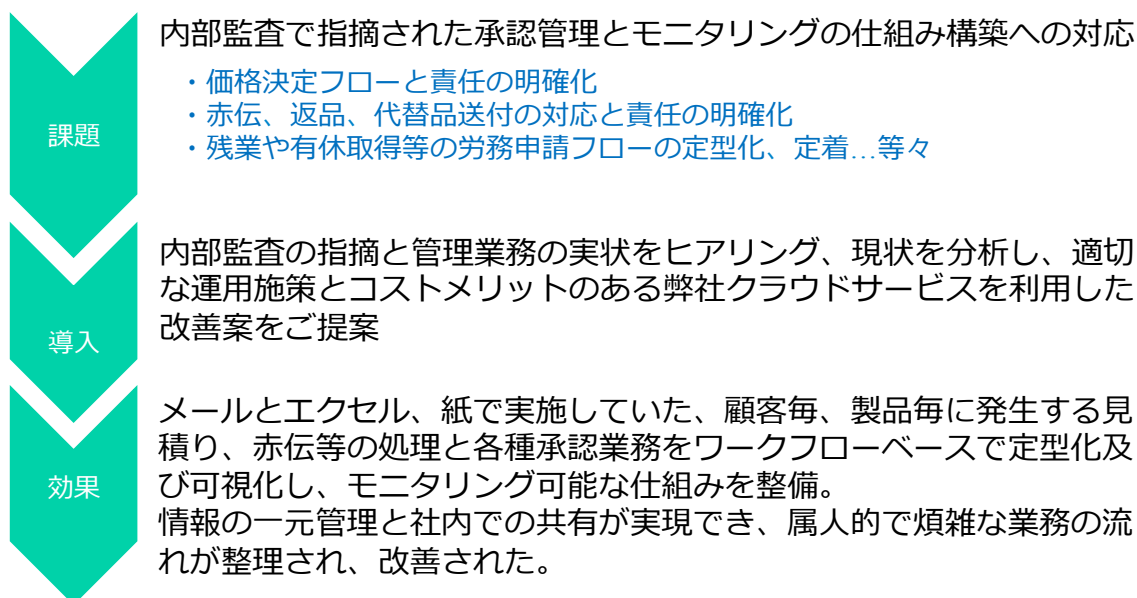 内部監査で指摘された承認管理とモニタリングの仕組み構築への対応
・価格決定フローと責任の明確化
・赤伝、返品、代替品送付の対応と責任の明確化
・残業や有休取得等の労務申請フローの定型化、定着…等々
課題
内部監査の指摘と管理業務の実状をヒアリング、現状を分析し、適切
な運用施策とコストメリットのある弊社クラウドサービスを利用した
改善案をご提案
導入
メールとエクセル、紙で実施していた、顧客毎、製品毎に発生する見
積り、赤伝等の処理と各種承認業務をワークフローベースで定型化及
び可視化し、モニタリング可能な仕組みを整備。
情報の一元管理と社内での共有が実現でき、属人的で煩雑な業務の流
れが整理され、改善された。
効果